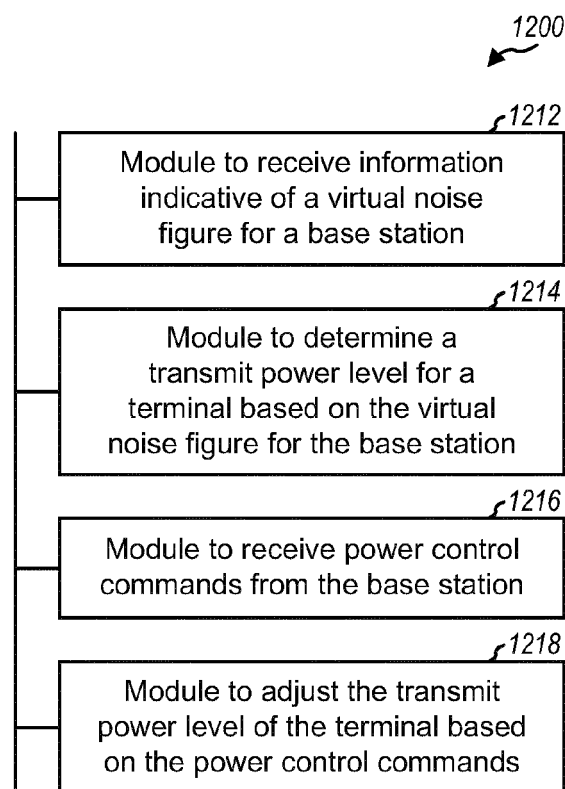 1200
1212
Module to receive information
indicative of a virtual noise
figure for a base station
1214
Module to determine a
transmit power level for a
terminal based on the virtual
noise figure for the base station
1216
Module to receive power control
commands from the base station
1218
Module to adjust the transmit
power level of the terminal based
on the power control commands